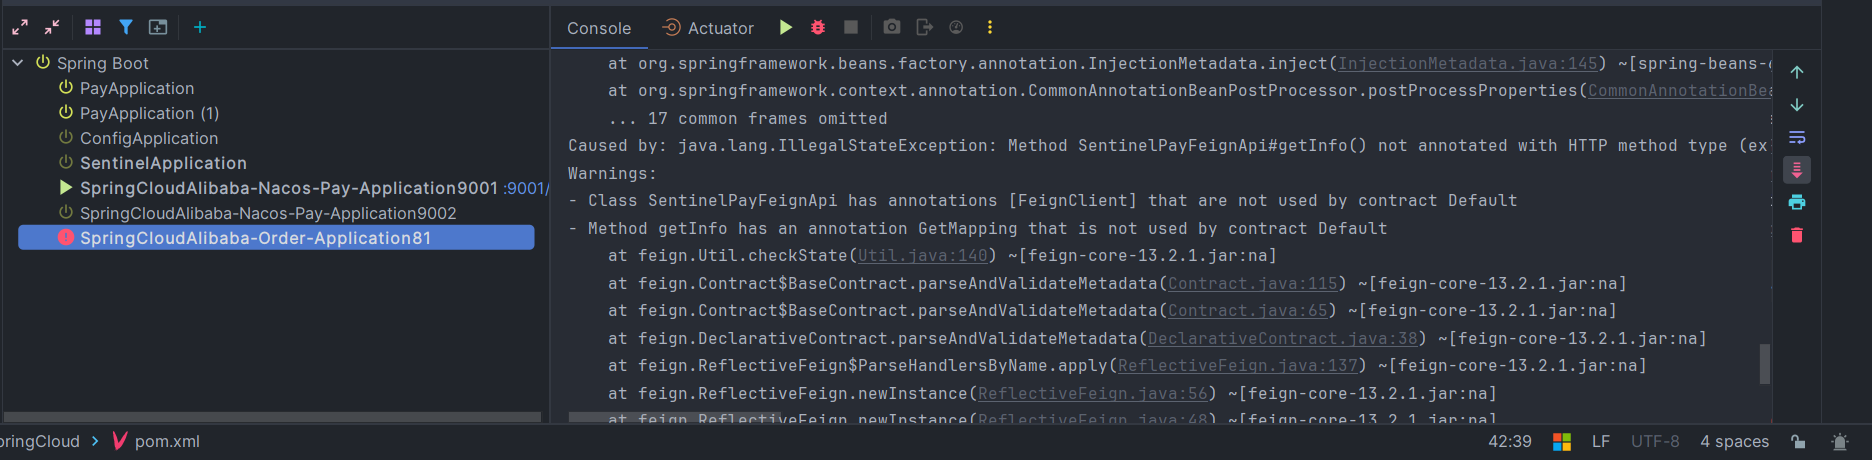 Console
Actuator
Spring Boot
PayApplication
PayApplication (1)
ConfigApplication
SentinelApplication
SpringCloudAlibaba-Nacos-Pay-Application9001 :9001/
SpringCloudAlibaba-Nacos-Pay-Application9002
SpringCloudAlibaba-Order-Application81
at org.springframework.beans.factory.annotation.InjectionMetadata.inject(InjectionMetadata.java:145) ~[spring-beans-6
at org.springframework.context.annotation.CommonAnnotationBeanPostProcessor.postProcessProperties(CommonAnnotationBea
... 17 common frames omitted
Caused by: java.lang.IllegalStateException: Method SentinelPayFeignApi#getInfo() not annotated with HTTP method type (ex
Warnings:
- Class SentinelPayFeignApi has annotations [FeignClient] that are not used by contract Default
- Method getInfo has an annotation GetMapping that is not used by contract Default
at feign.Util.checkState(Util.java:140) ~[feign-core-13.2.1.jar:na]
at feign.Contract$BaseContract.parseAndValidateMetadata(Contract.java:115) ~[feign-core-13.2.1.jar:na]
at feign.Contract$BaseContract.parseAndValidateMetadata(Contract.java:65) ~[feign-core-13.2.1.jar:na]
at feign.DeclarativeContract.parseAndValidateMetadata(DeclarativeContract.java:38) ~[feign-core-13.2.1.jar:na]
at feign.ReflectiveFeign$ParseHandlersByName.apply(ReflectiveFeign.java:137) ~[feign-core-13.2.1.jar:na]
at feign.ReflectiveFeign.newInstance(ReflectiveFeign.java:56) ~[feign-core-13.2.1.jar:na]
at feign.ReflectiveFeign.newInstance(ReflectiveFeign.java:48) ~[feign-core-13.2.1.jar:na]
pringCloud > pom.xml
42:39
LF
UTF-8
4 spaces